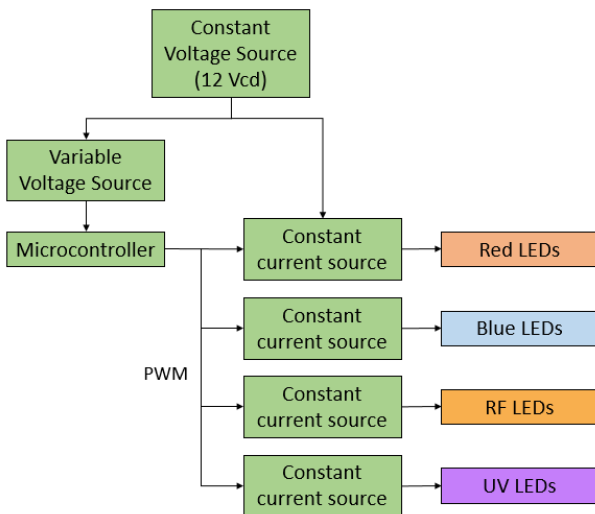 Constant
Voltage Source
(12 Vcd)
Variable
Voltage Source
Microcontroller
Constant
current source
Red LEDs
Constant
current source
Blue LEDs
PWM
Constant
current source
RF LEDs
Constant
current source
UV LEDs